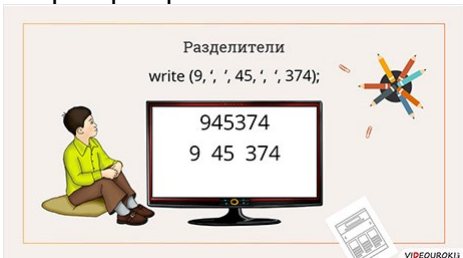 Разделители
write (9, ‘, ’, 45, ‘, ‘, 374);
945374
9 45 374
VIDEOUROKI